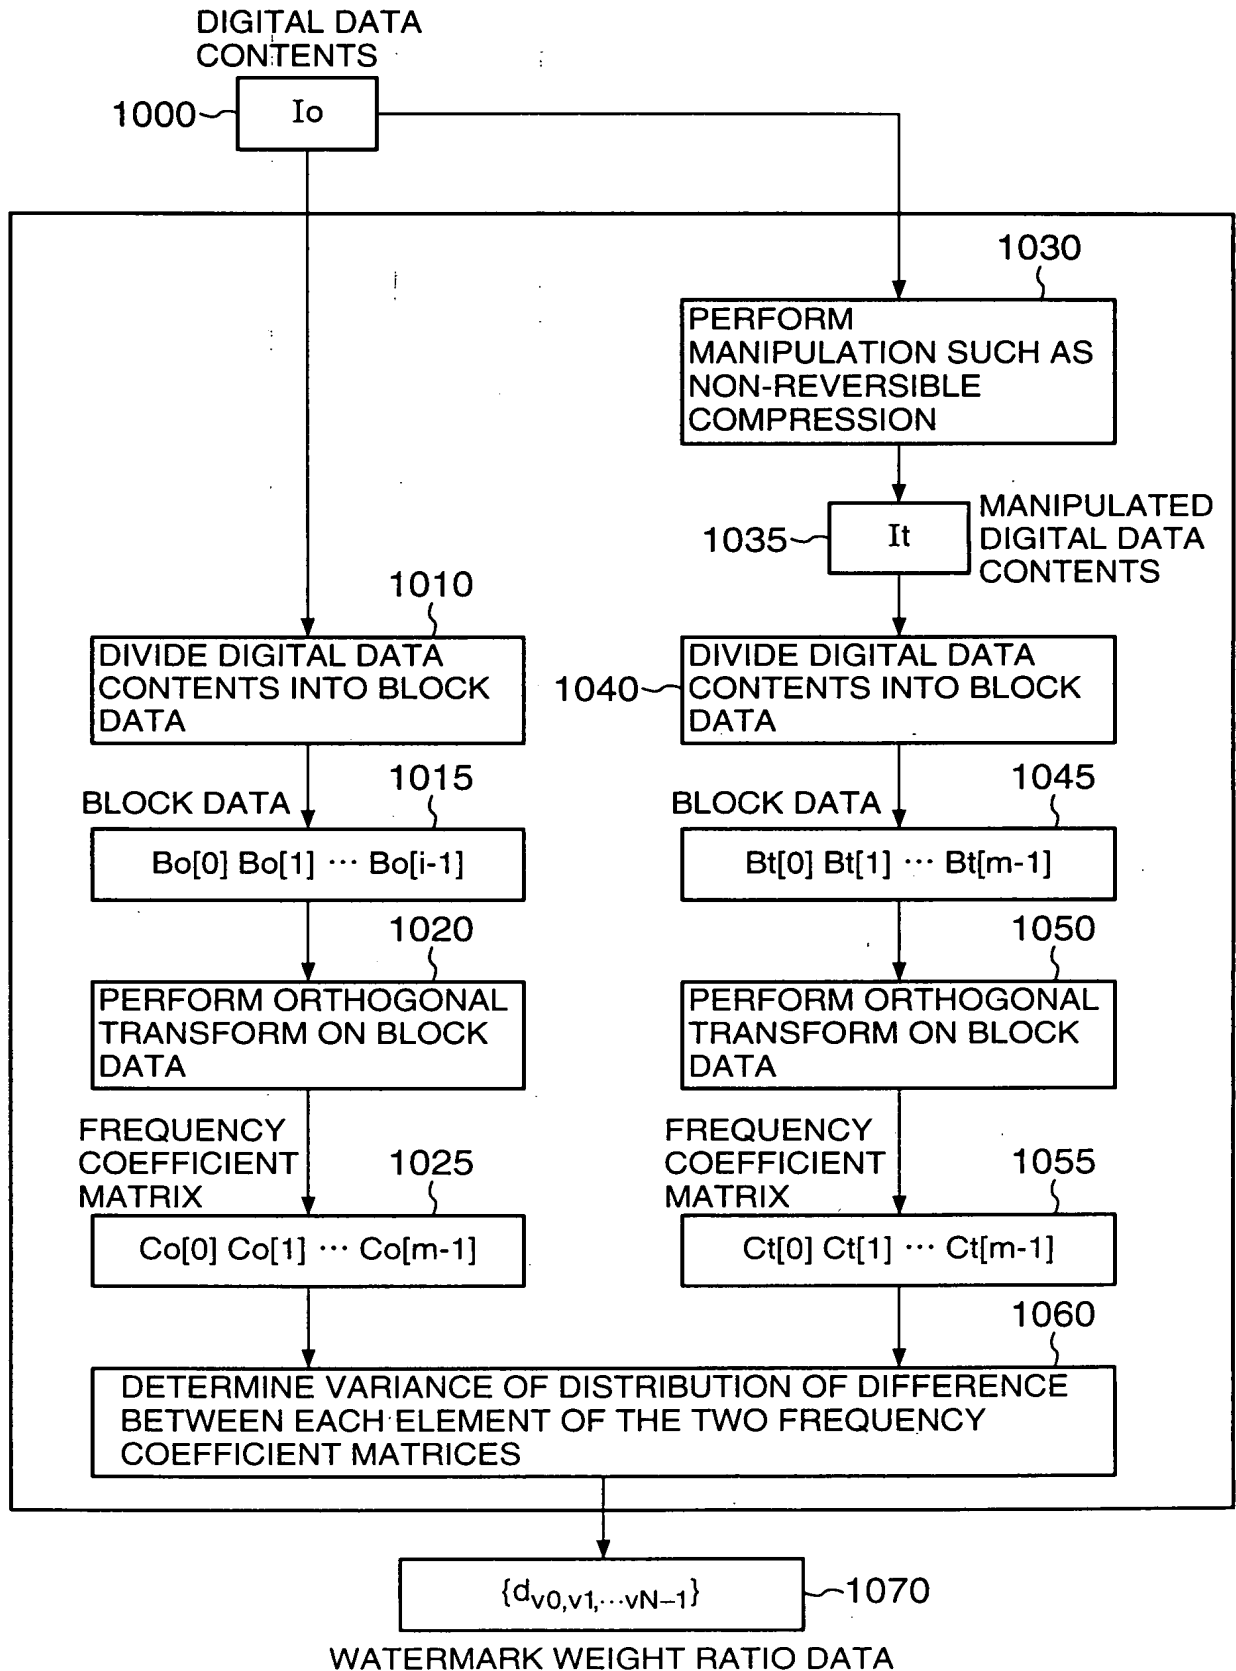 DIGITAL DATA
CONTENTS
1000
Io
1030
PERFORM
MANIPULATION SUCH AS
NON-REVERSIBLE
COMPRESSION
1035
It
MANIPULATED
DIGITAL DATA
CONTENTS
1010
DIVIDE DIGITAL DATA
CONTENTS INTO BLOCK
DATA
1040
DIVIDE DIGITAL DATA
CONTENTS INTO BLOCK
DATA
BLOCK DATA
1015
Bo[0] Bo[1] ··· Bo[i-1]
BLOCK DATA
1045
Bt[0] Bt[1] ··· Bt[m-1]
1020
PERFORM ORTHOGONAL
TRANSFORM ON BLOCK
DATA
1050
PERFORM ORTHOGONAL
TRANSFORM ON BLOCK
DATA
FREQUENCY
COEFFICIENT
MATRIX
1025
Co[0] Co[1] ··· Co[m-1]
FREQUENCY
COEFFICIENT
MATRIX
1055
Ct[0] Ct[1] ··· Ct[m-1]
1060
DETERMINE VARIANCE OF DISTRIBUTION OF DIFFERENCE
BETWEEN EACH ELEMENT OF THE TWO FREQUENCY
COEFFICIENT MATRICES
{dv0,v1,···vN–1}
1070
WATERMARK WEIGHT RATIO DATA